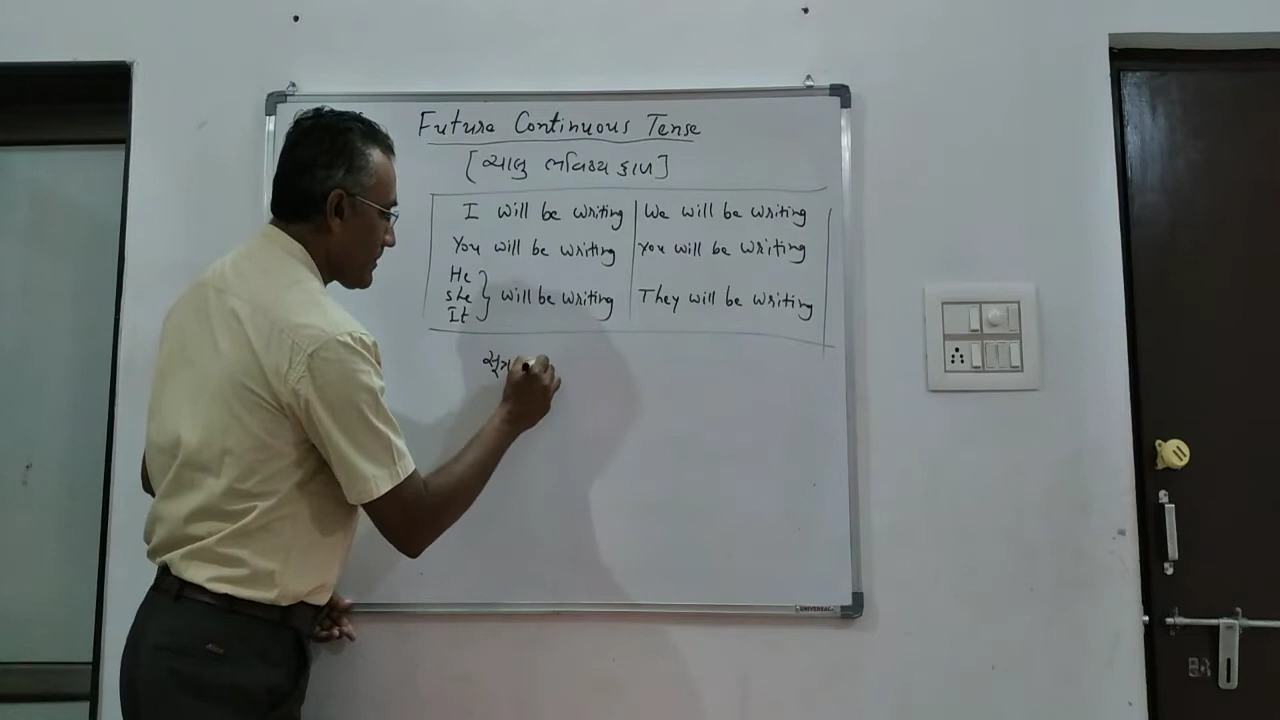 Future Continuous Tense
[ચાલુ ભવિષ્ય કાળ]
I will be writing | We will be writing
You will be writing | You will be writing
He
she } will be writing | They will be writing
It
સૂત્ર
UNIVERSAL